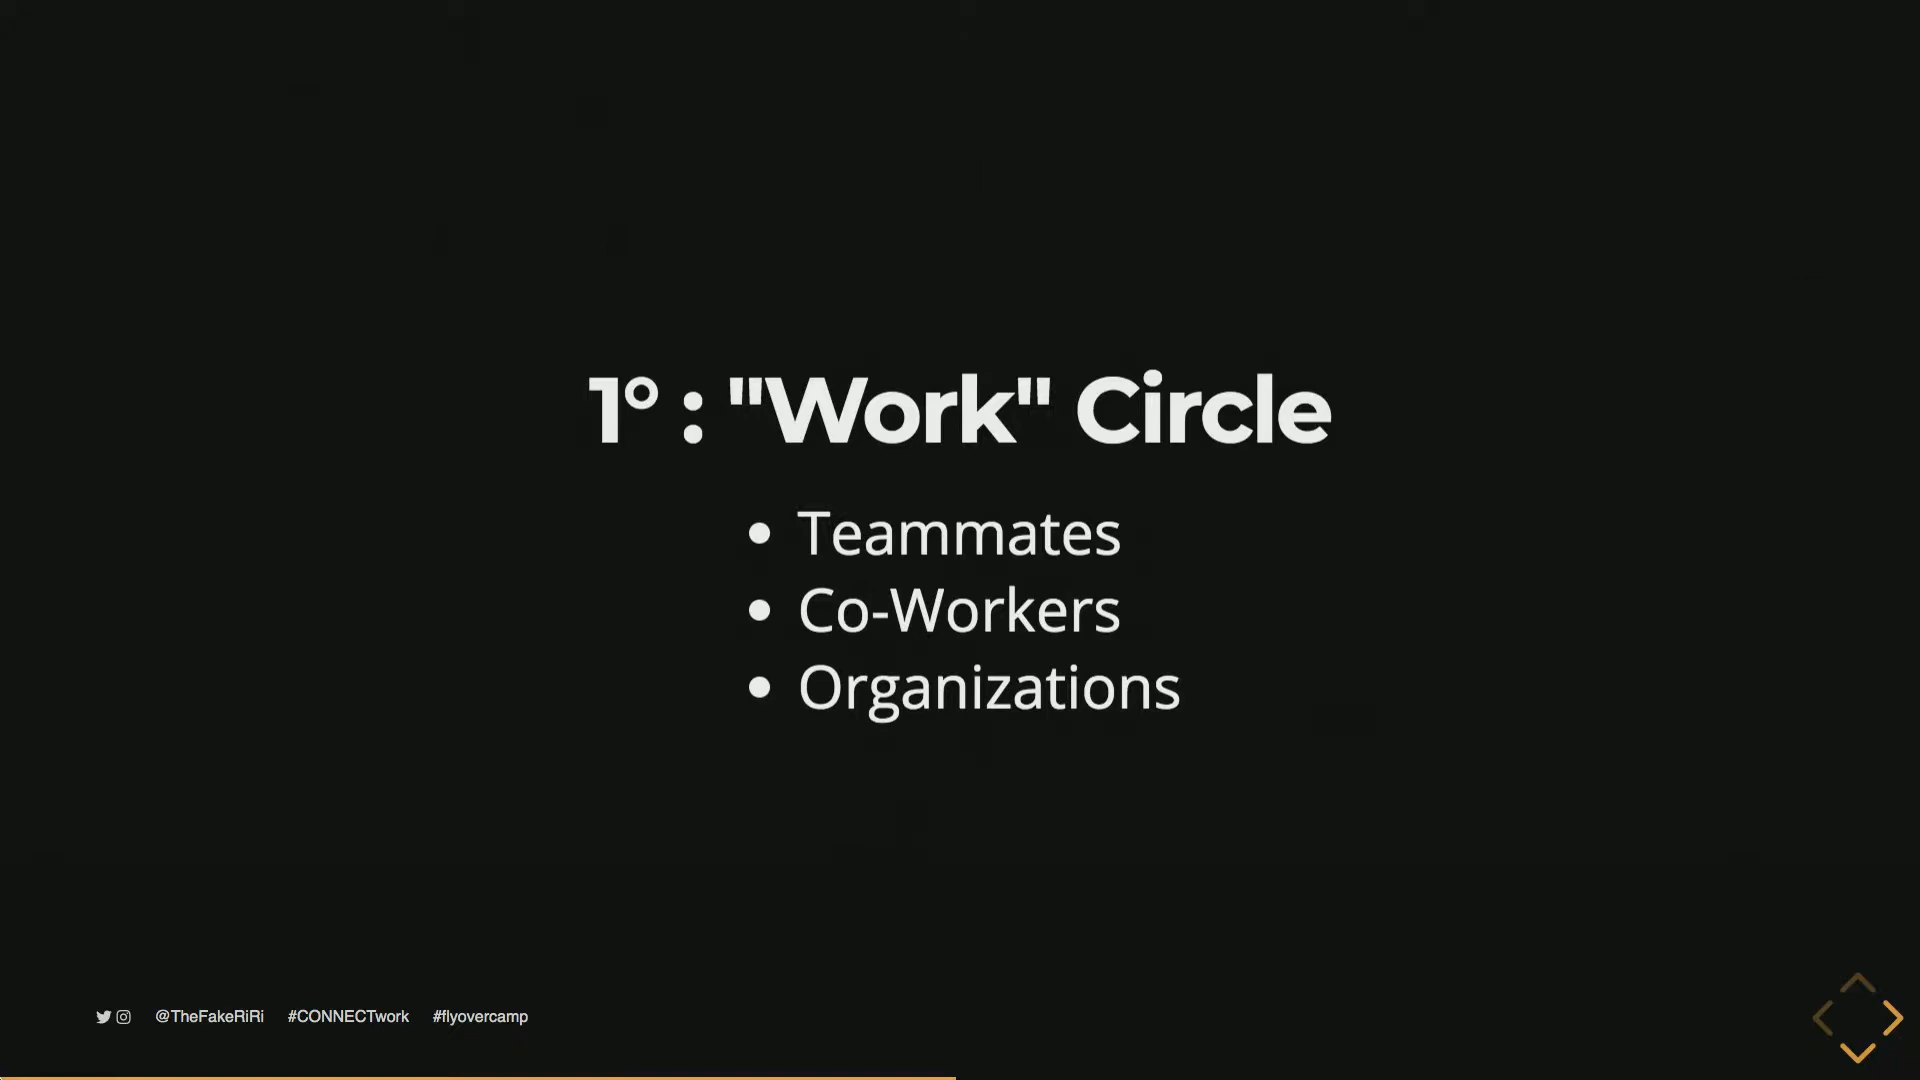 1° : "Work" Circle
• Teammates
• Co-Workers
• Organizations
@TheFakeRiRi #CONNECTwork #flyovercamp